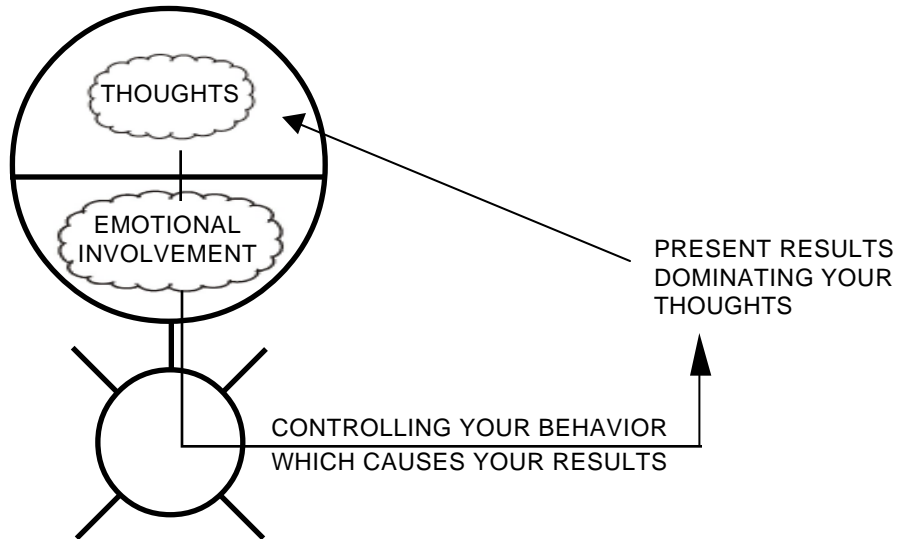 THOUGHTS
EMOTIONAL
INVOLVEMENT
PRESENT RESULTS
DOMINATING YOUR
THOUGHTS
CONTROLLING YOUR BEHAVIOR
WHICH CAUSES YOUR RESULTS